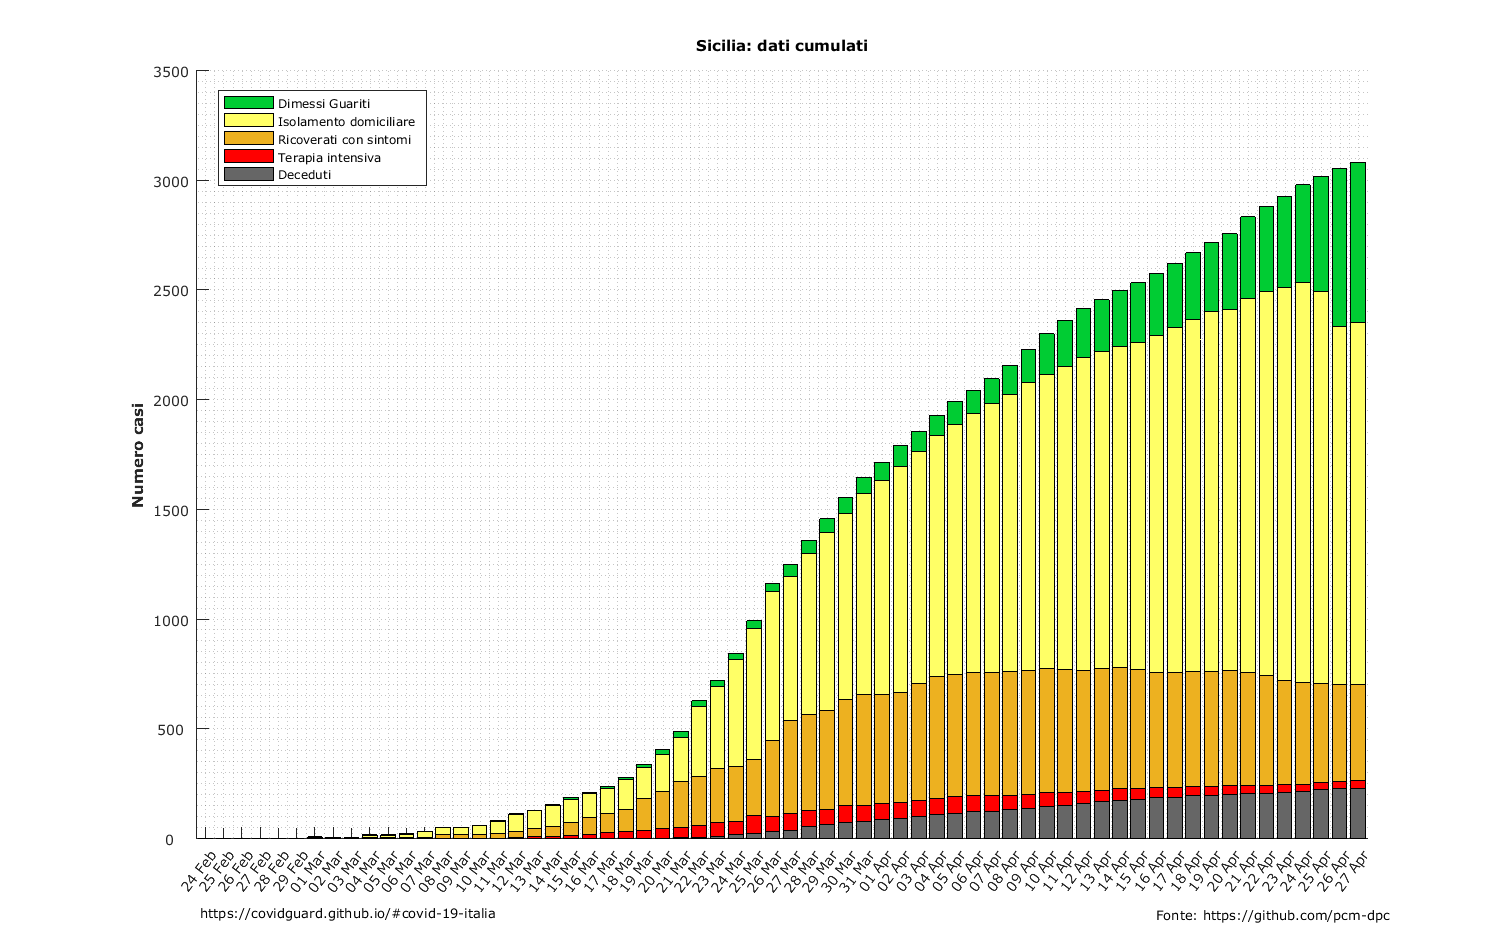 Sicilia: dati cumulati
3500
3000
2500
2000
1500
1000
500
0
Numero casi
Dimessi Guariti
Isolamento domiciliare
Ricoverati con sintomi
Terapia intensiva
Deceduti
24 Feb
25 Feb
26 Feb
27 Feb
28 Feb
29 Feb
01 Mar
02 Mar
03 Mar
04 Mar
05 Mar
06 Mar
07 Mar
08 Mar
09 Mar
10 Mar
11 Mar
12 Mar
13 Mar
14 Mar
15 Mar
16 Mar
17 Mar
18 Mar
19 Mar
20 Mar
21 Mar
22 Mar
23 Mar
24 Mar
25 Mar
26 Mar
27 Mar
28 Mar
29 Mar
30 Mar
31 Mar
01 Apr
02 Apr
03 Apr
04 Apr
05 Apr
06 Apr
07 Apr
08 Apr
09 Apr
10 Apr
11 Apr
12 Apr
13 Apr
14 Apr
15 Apr
16 Apr
17 Apr
18 Apr
19 Apr
20 Apr
21 Apr
22 Apr
23 Apr
24 Apr
25 Apr
26 Apr
27 Apr
https://covidguard.github.io/#covid-19-italia
Fonte: https://github.com/pcm-dpc